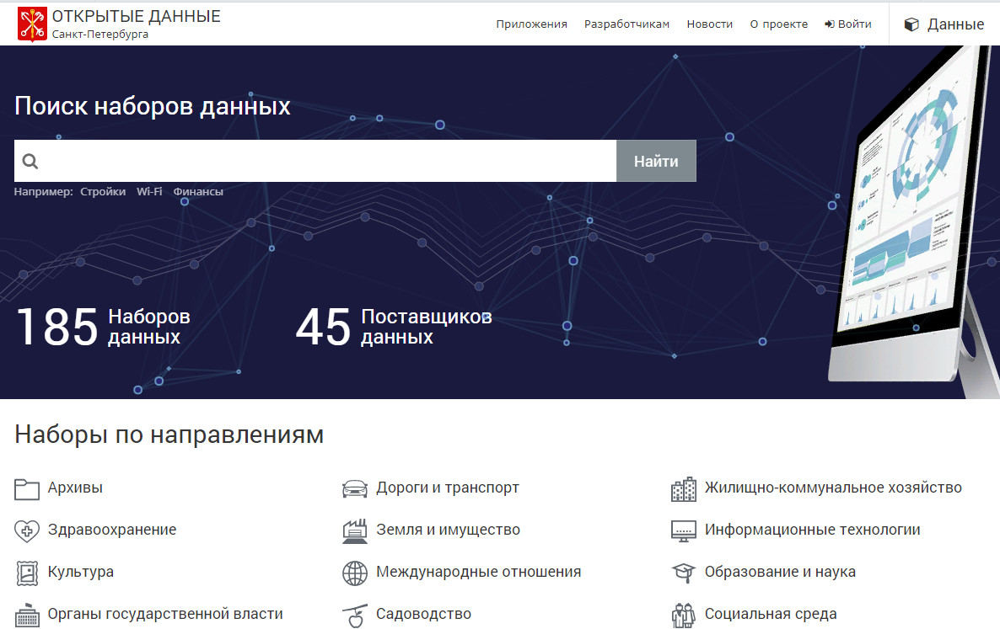 ОТКРЫТЫЕ ДАННЫЕ
Санкт-Петербурга
Приложения Разработчикам Новости О проекте Войти Данные
Поиск наборов данных
Найти
Например: Стройки Wi-Fi Финансы
185 Наборов данных
45 Поставщиков данных
Наборы по направлениям
Архивы
Дороги и транспорт
Жилищно-коммунальное хозяйство
Здравоохранение
Земля и имущество
Информационные технологии
Культура
Международные отношения
Образование и наука
Органы государственной власти
Садоводство
Социальная среда